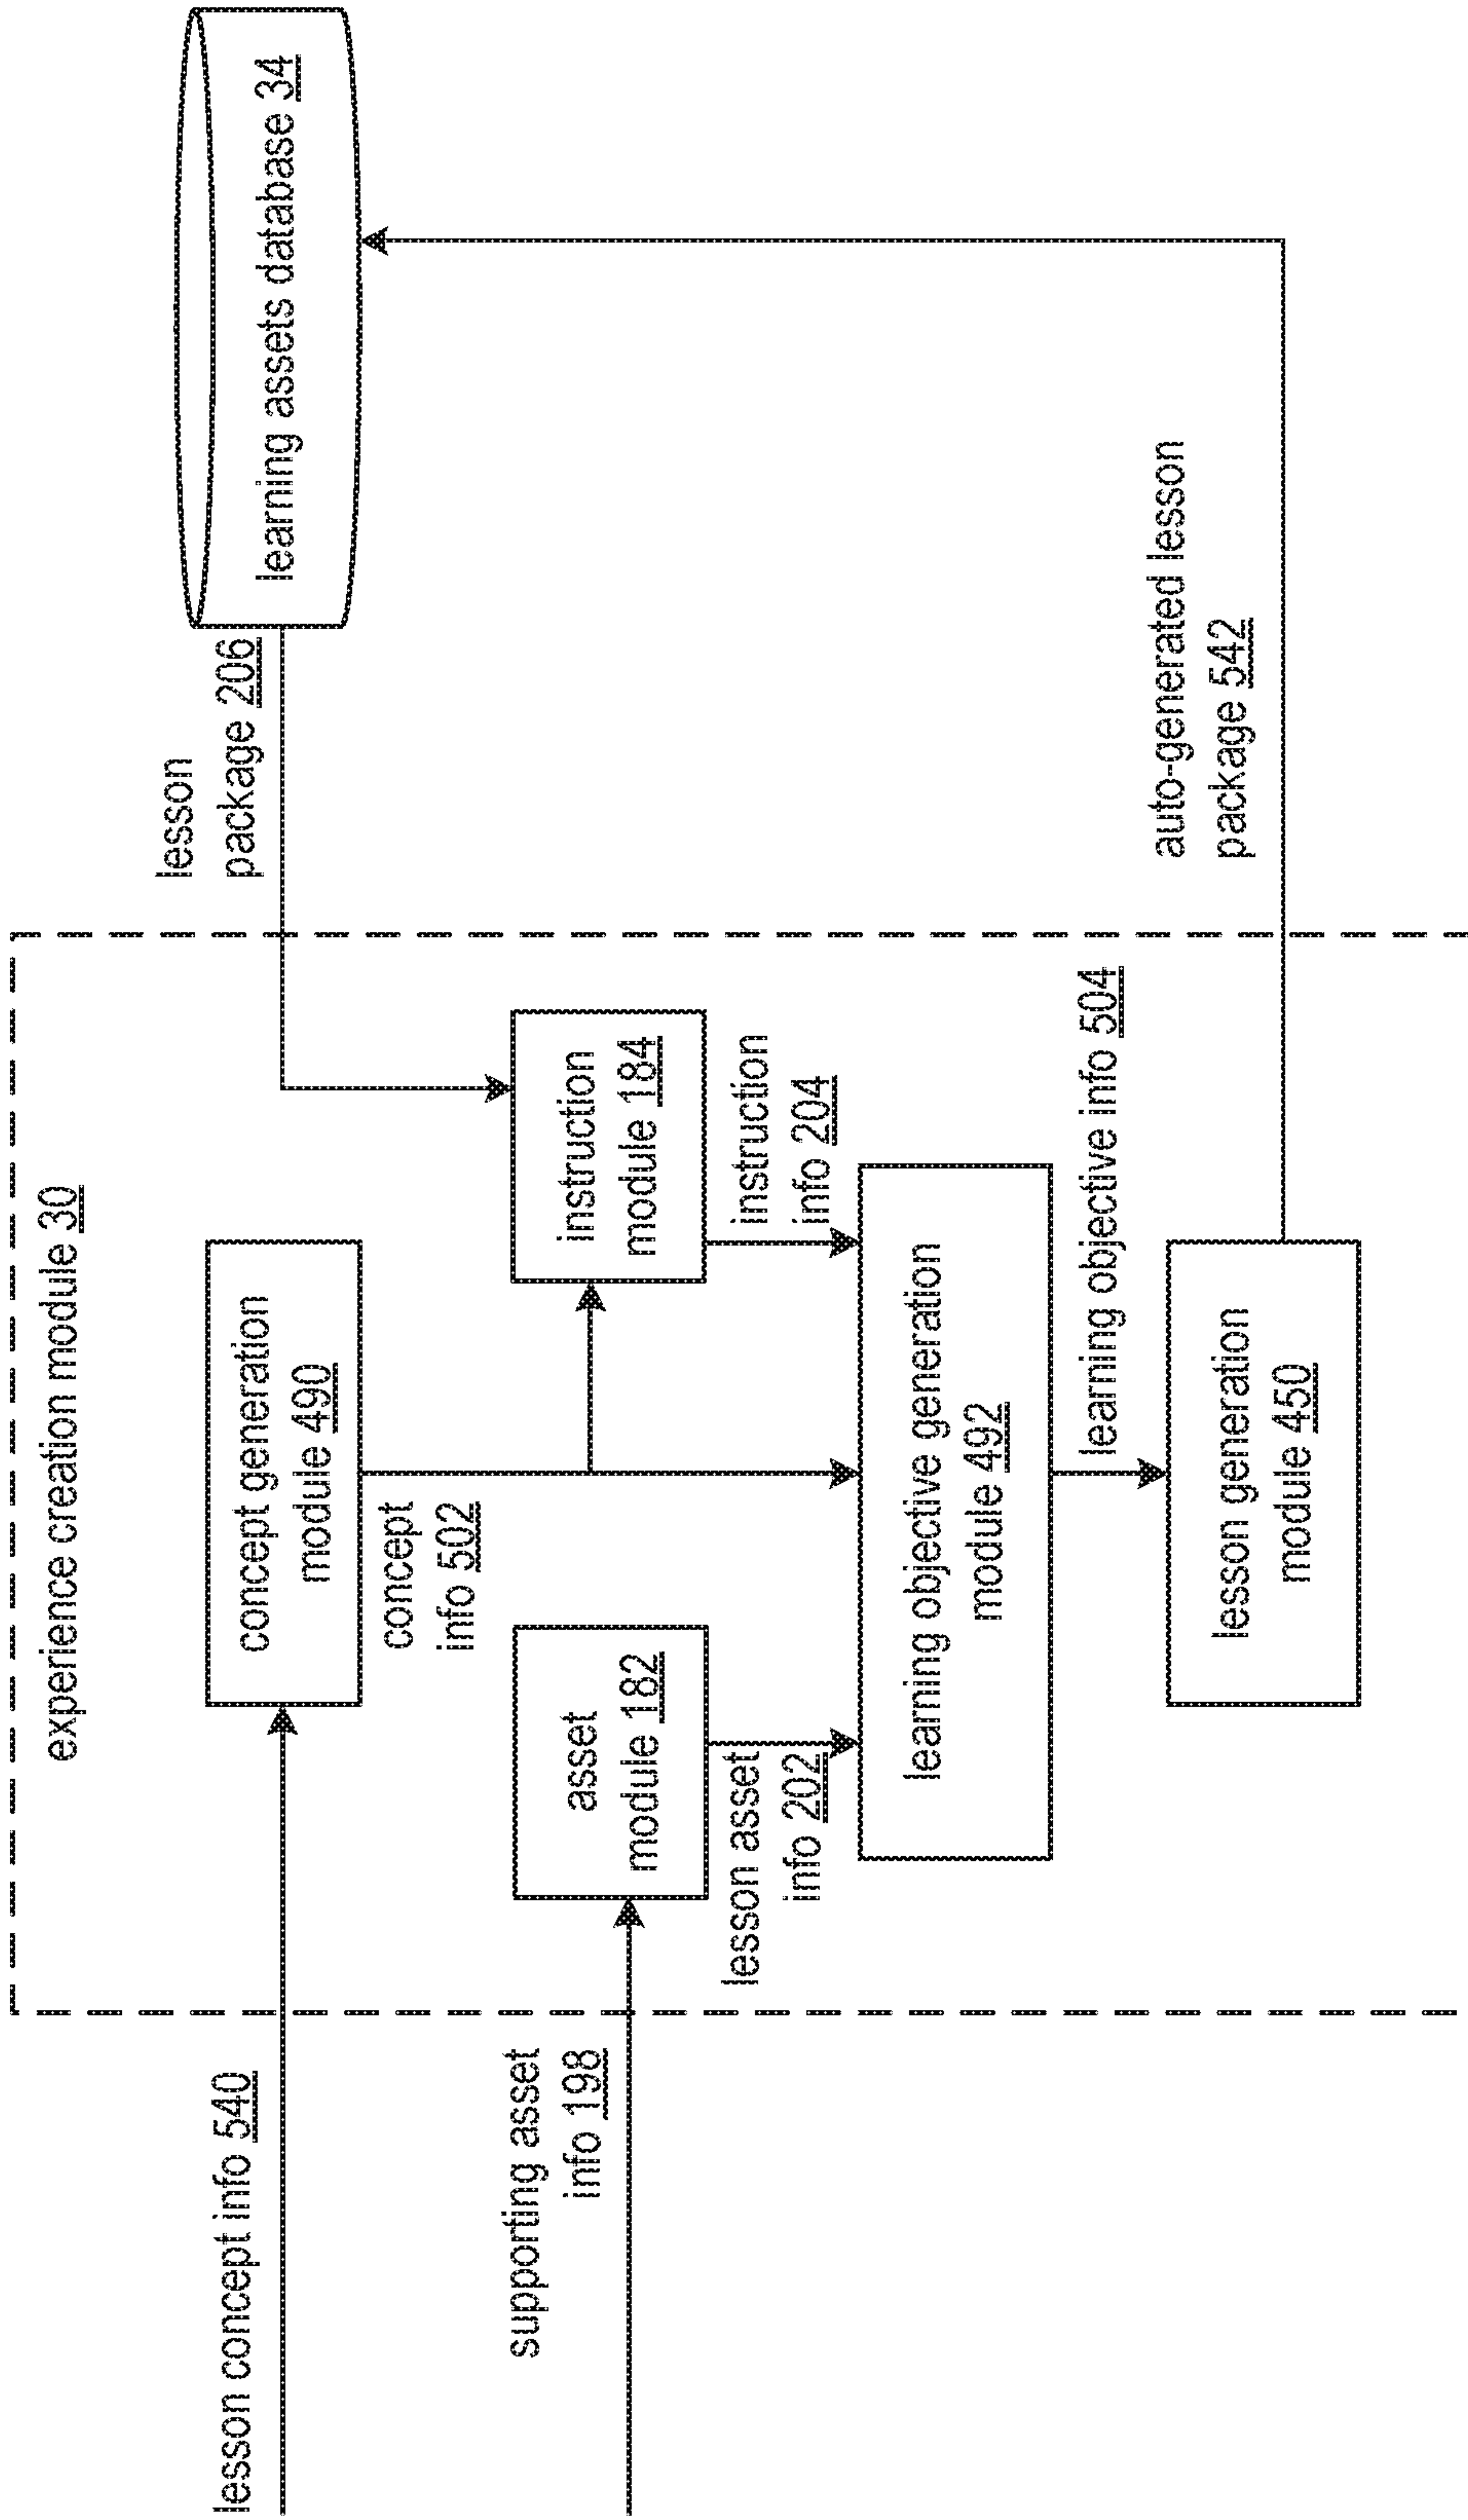 experience creation module 30
lesson concept info 540
concept generation
module 490
lesson
package 206
learning assets database 34
concept
info 502
supporting asset
info 198
asset
module 182
instruction
module 184
lesson asset
info 202
instruction
info 204
learning objective generation
module 492
learning objective info 504
lesson generation
module 450
auto-generated lesson
package 542